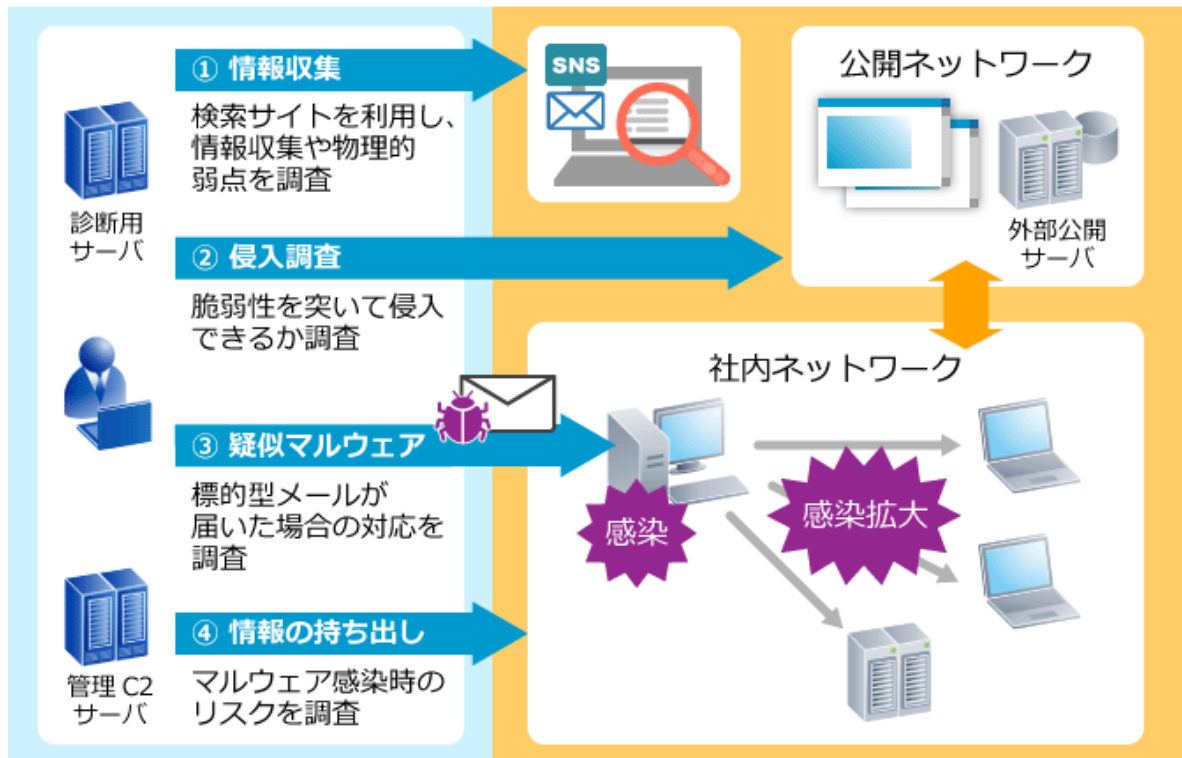 ① 情報収集
検索サイトを利用し、
情報収集や物理的
弱点を調査
診断用
サーバ
SNS
公開ネットワーク
外部公開
サーバ
② 侵入調査
脆弱性を突いて侵入
できるか調査
社内ネットワーク
③ 疑似マルウェア
標的型メールが
届いた場合の対応を
調査
感染
感染拡大
④ 情報の持ち出し
マルウェア感染時の
リスクを調査
管理 C2
サーバ